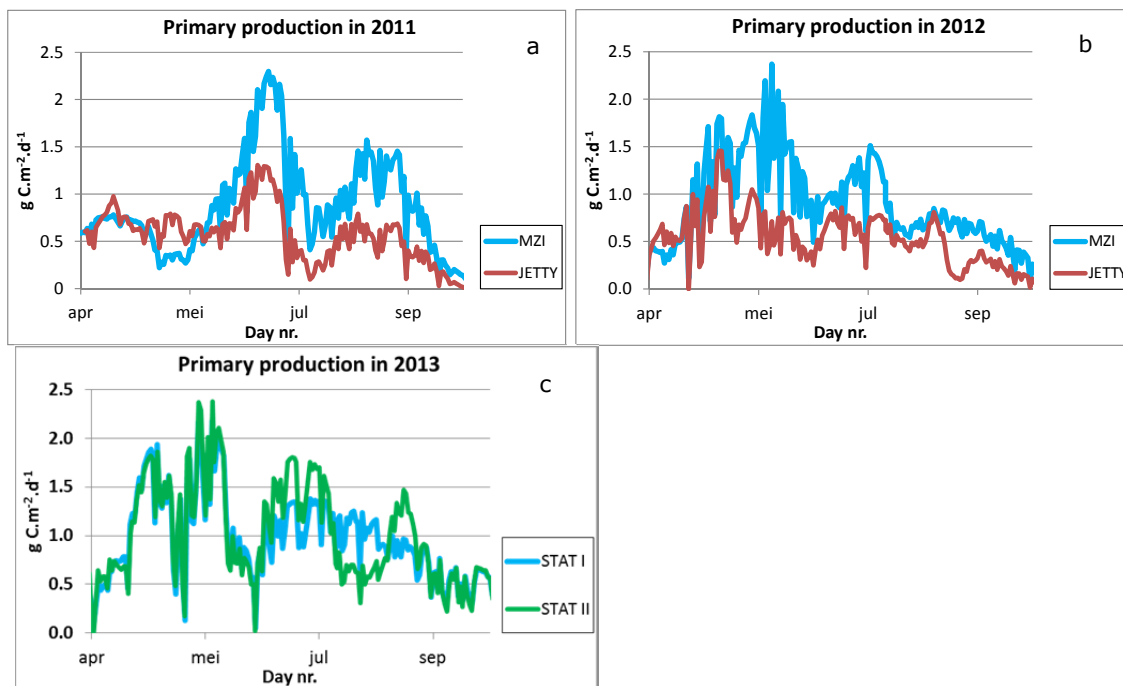 Primary production in 2011
a
2.5
2
1.5
1
0.5
0
g C.m⁻².d⁻¹
apr mei jul sep
Day nr.
MZI
JETTY
Primary production in 2012
b
2.5
2.0
1.5
1.0
0.5
0.0
g C.m⁻².d⁻¹
apr mei jul sep
Day nr.
MZI
JETTY
Primary production in 2013
c
2.5
2.0
1.5
1.0
0.5
0.0
g C.m⁻².d⁻¹
apr mei jul sep
Day nr.
STAT I
STAT II